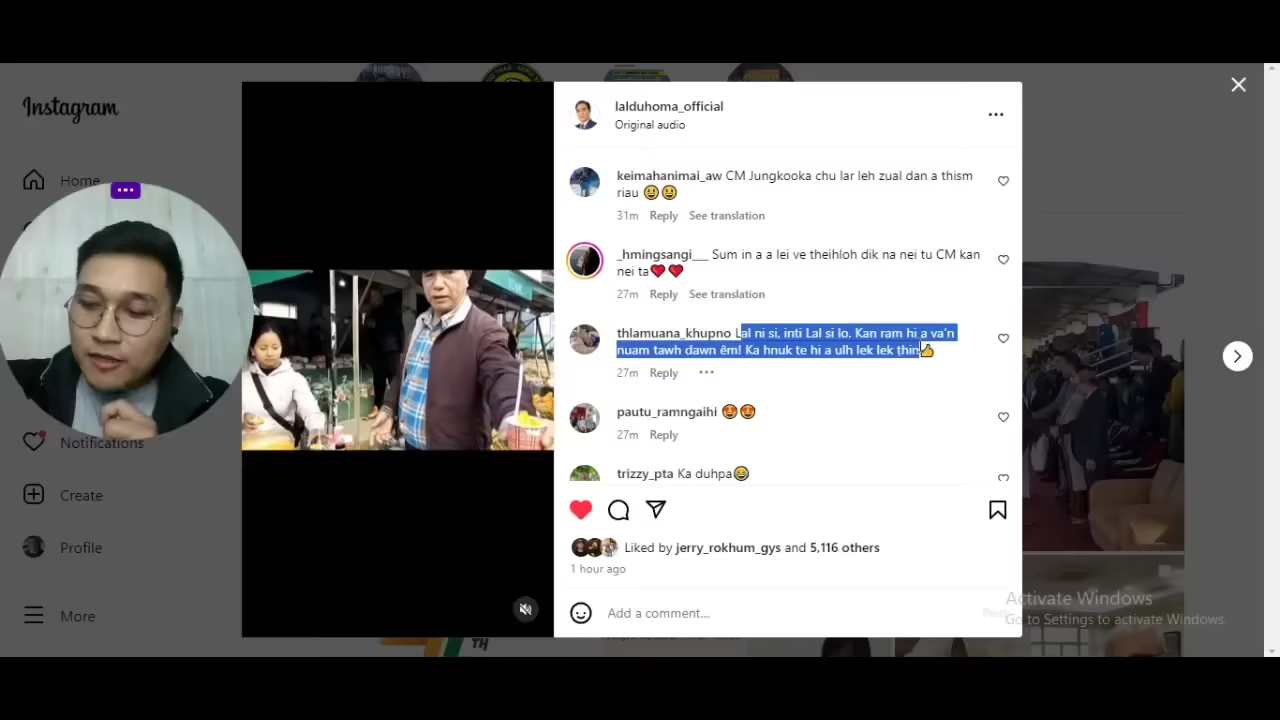 Instagram
Home
Notifications
Create
Profile
More
lalduhoma_official
Original audio
keimahanimai_aw CM Jungkooka chu lar leh zual dan a thism
riau 😆😆
31m Reply See translation
_hmingsangi___ Sum in a a lei ve theihloh dik na nei tu CM kan
nei ta❤️❤️
27m Reply See translation
thlamuana_khupno Lal ni si, inti Lal si lo. Kan ram hi a va'n
nuam tawh dawn êm! Ka hnuk te hi a ulh lek lek ṭhin👍
27m Reply
pautu_ramngaihi 🤩🤩
27m Reply
trizzy_pta Ka duhpa😂
Liked by jerry_rokhum_gys and 5,116 others
1 hour ago
Add a comment...
Post
Activate Windows
Go to Settings to activate Windows.
TH